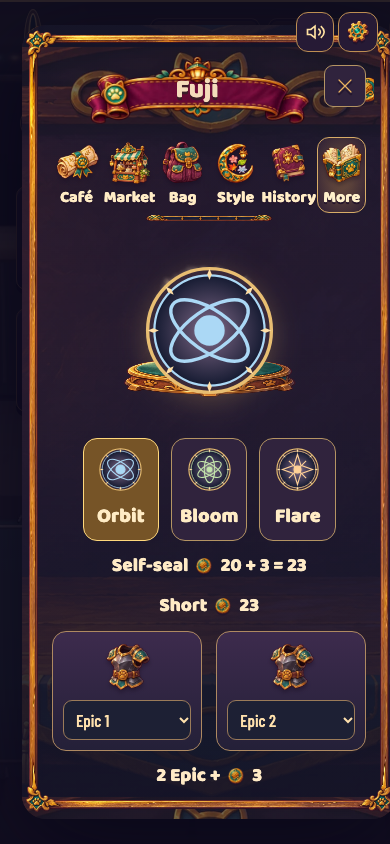 Fuji
Café Market Bag Style History More
Orbit Bloom Flare
Self-seal 20 + 3 = 23
Short 23
Epic 1 Epic 2
2 Epic + 3